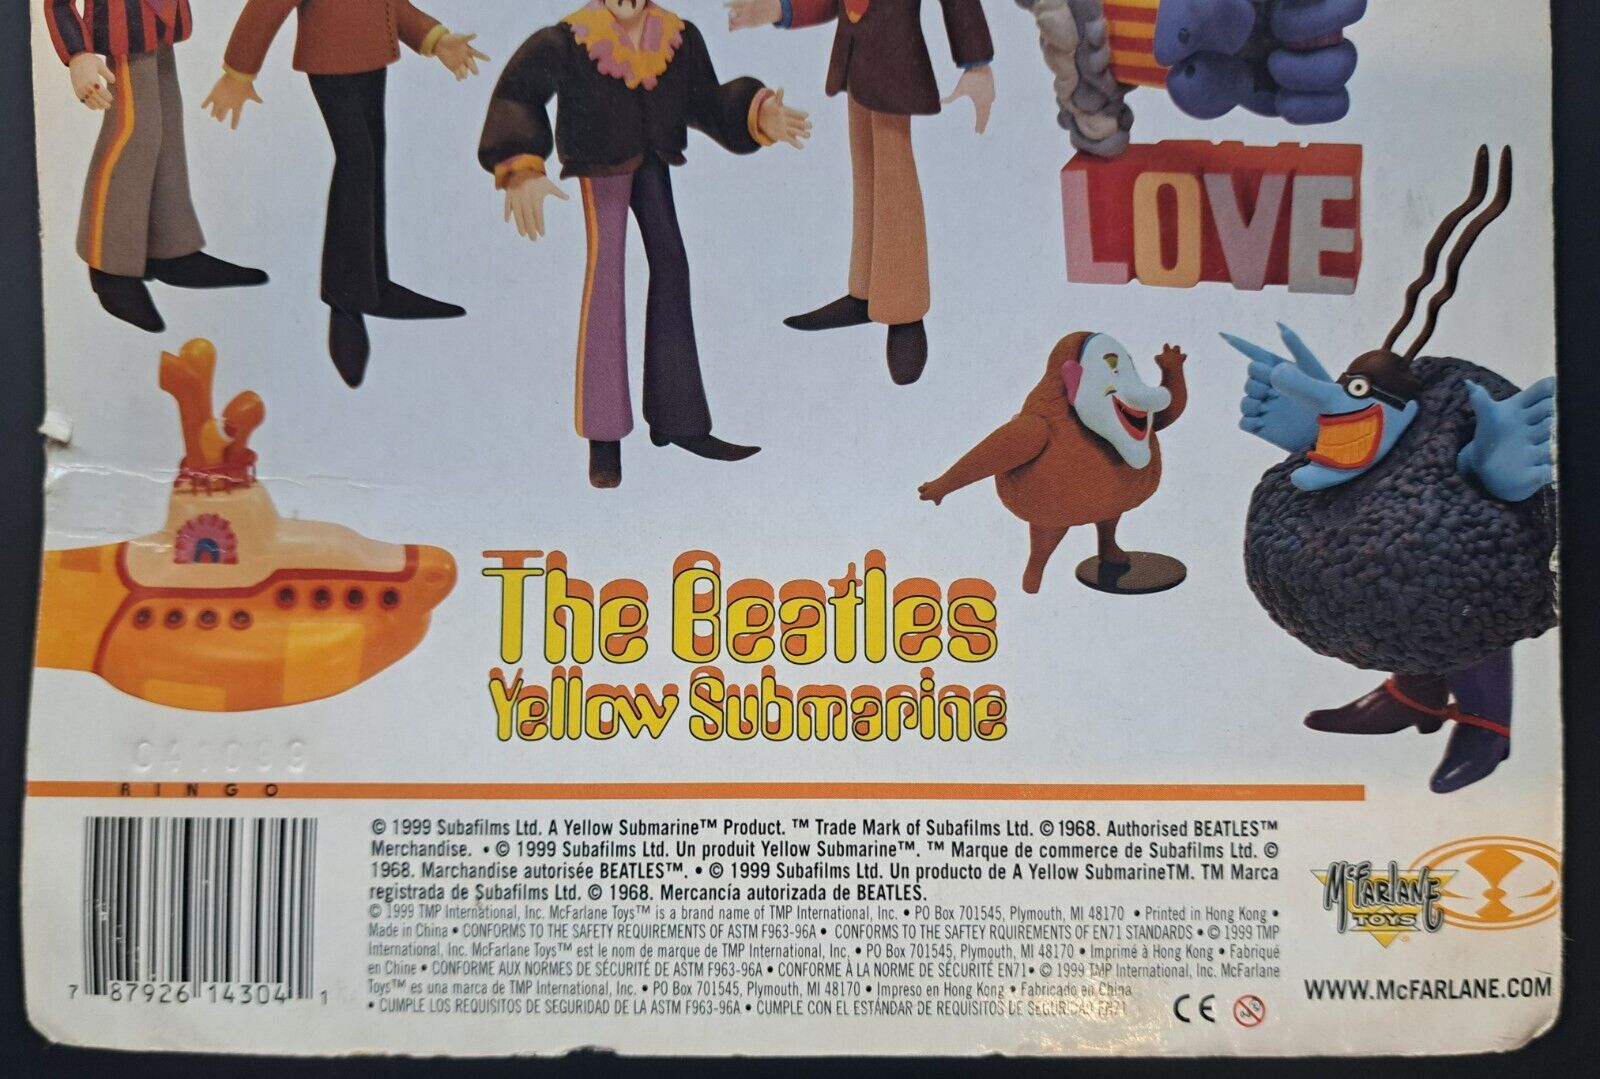 LOVE
The Beatles
Yellow Submarine
041099
RINGO
© 1999 Subafilms Ltd. A Yellow Submarine™ Product. ™ Trade Mark of Subafilms Ltd. © 1968. Authorised BEATLES™
Merchandise. • © 1999 Subafilms Ltd. Un produit Yellow Submarine™. ™ Marque de commerce de Subafilms Ltd. ©
1968. Marchandise autorisée BEATLES™. • © 1999 Subafilms Ltd. Un producto de A Yellow SubmarineTM. TM Marca
registrada de Subafilms Ltd. © 1968. Mercancía autorizada de BEATLES.
© 1999 TMP International, Inc. McFarlane Toys™ is a brand name of TMP International, Inc. • PO Box 701545, Plymouth, MI 48170 • Printed in Hong Kong •
Made in China • CONFORMS TO THE SAFETY REQUIREMENTS OF ASTM F963-96A • CONFORMS TO THE SAFTEY RQUIREMENTS OF EN71 STANDARDS • © 1999 TMP
International, Inc. McFarlane Toys™ est le nom de marque de TMP International, Inc. • PO Box 701545, Plymouth, MI 48170 • Imprimé à Hong Kong • Fabriqué
en Chine • CONFORME AUX NORMES DE SÉCURITÉ DE ASTM F963-96A • CONFORME À LA NORME DE SÉCURITÉ EN71 • © 1999 TMP International, Inc. McFarlane
Toys™ es una marca de TMP International, Inc. • PO Box 701545, Plymouth, MI 48170 • Impreso en Hong Kong • Fabricado en China
• CUMPLE LOS REQUISITOS DE SEGURIDAD DE LA ASTM F963-96A • CUMPLE CON EL ESTÁNDAR DE REQUISITOS DE SEGURIDAD EN71
7 87926 14304 1
CE
0-3
McFARLANE
TOYS
WWW.McFARLANE.COM